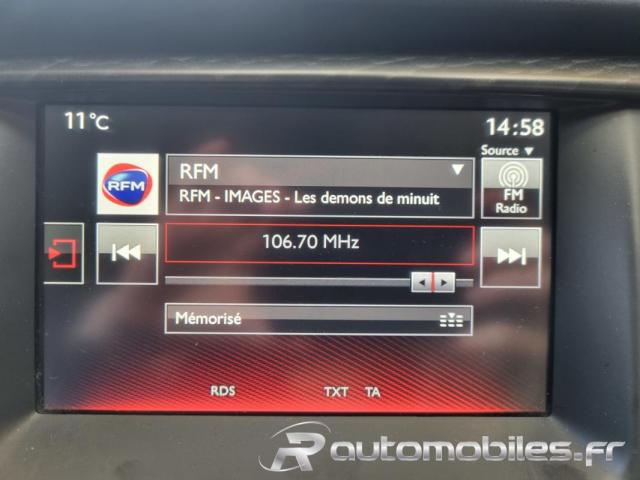 11°C
14:58
Source ▼
RFM
RFM
RFM - IMAGES - Les demons de minuit
FM
Radio
106.70 MHz
Mémorisé
RDS TXT TA
R automobiles.fr